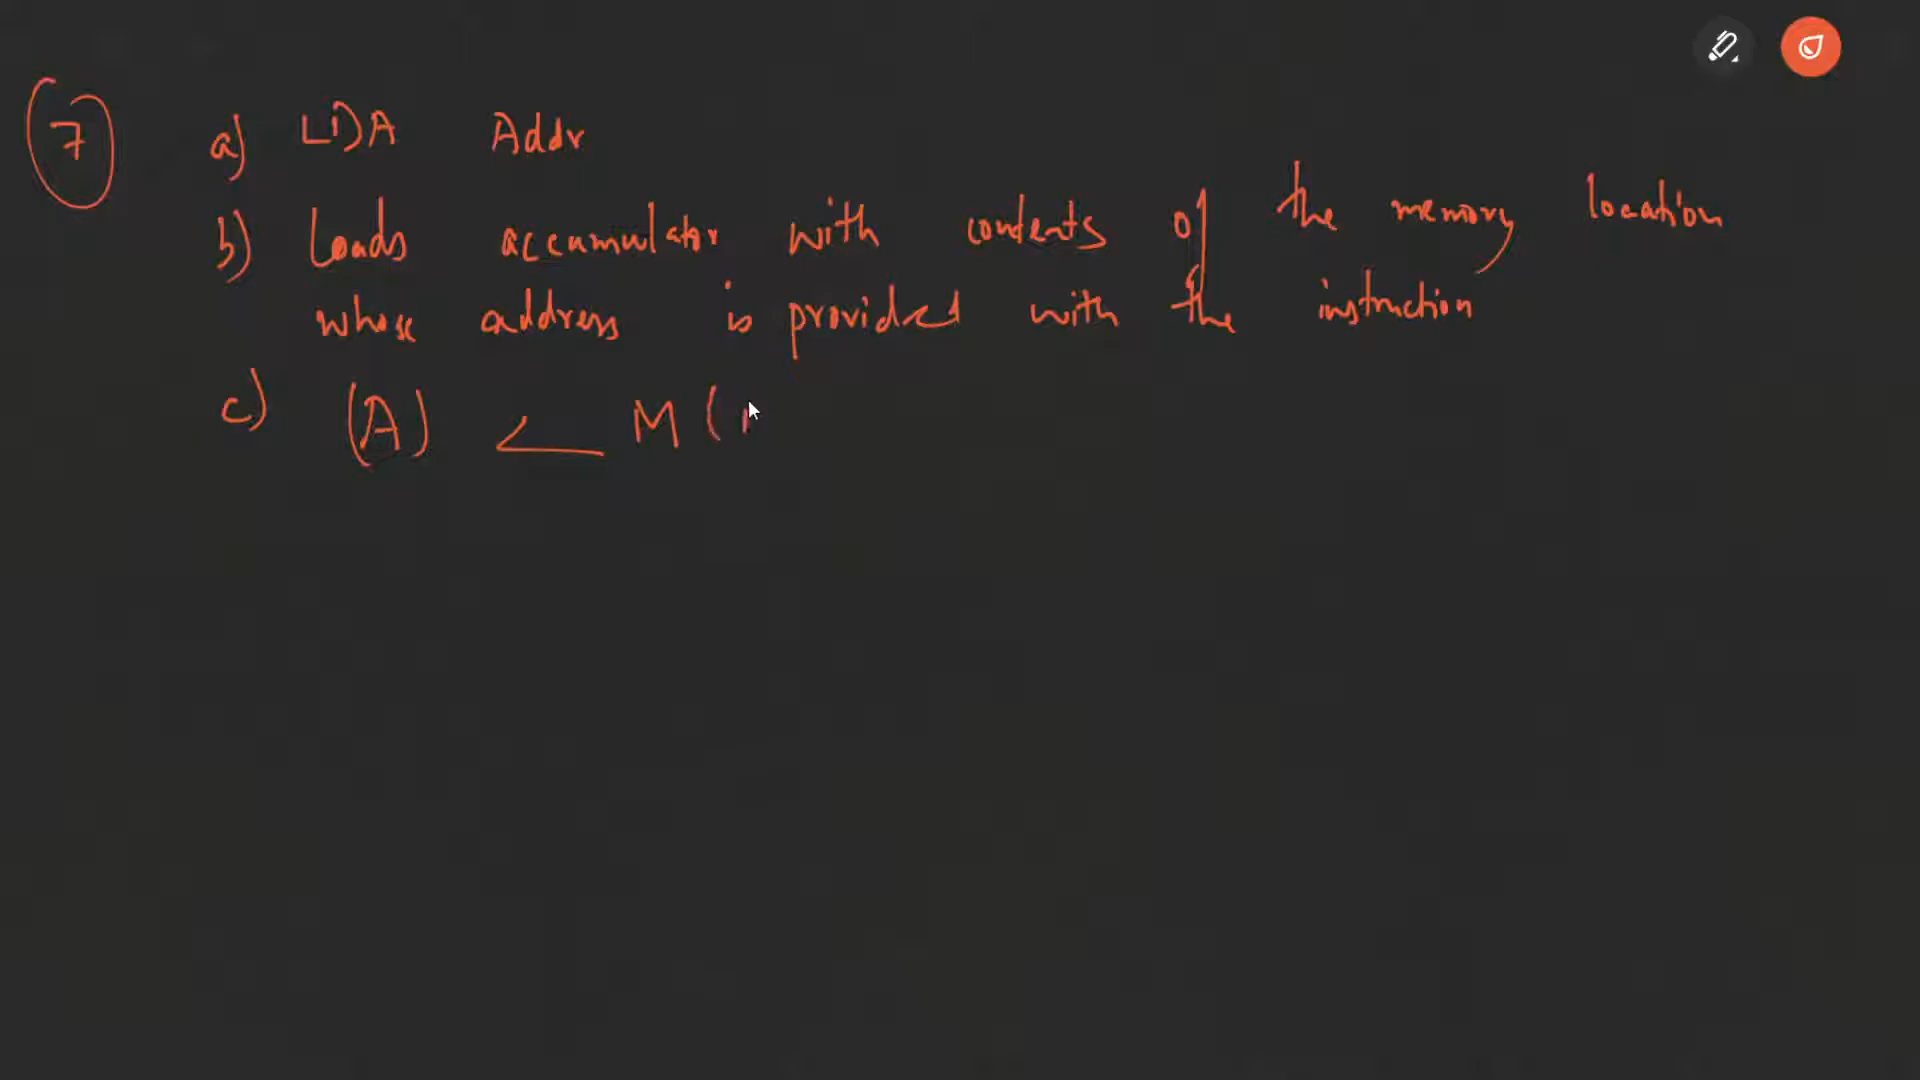 7 a) LDA Addr
b) Loads accumulator with contents of the memory location
whose address is provided with the instruction
c) (A) ← M (